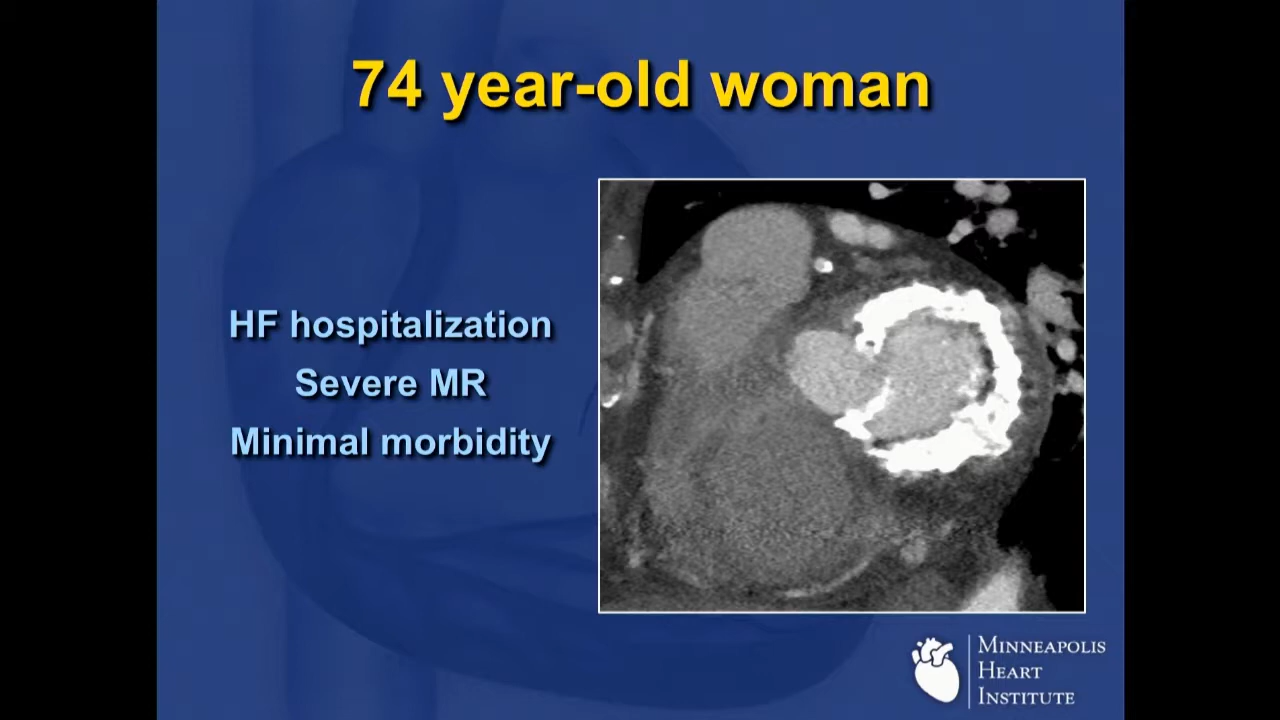 74 year-old woman
HF hospitalization
Severe MR
Minimal morbidity
MINNEAPOLIS
HEART
INSTITUTE